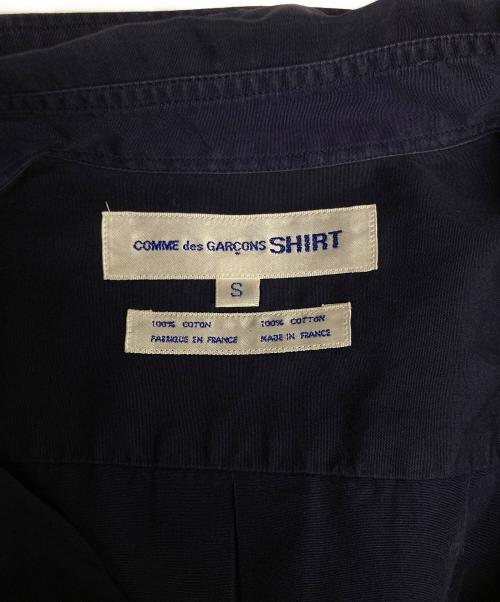 COMME des GARÇONS SHIRT
S
100% COTON 100% COTTON
FABRIQUE EN FRANCE MADE IN FRANCE